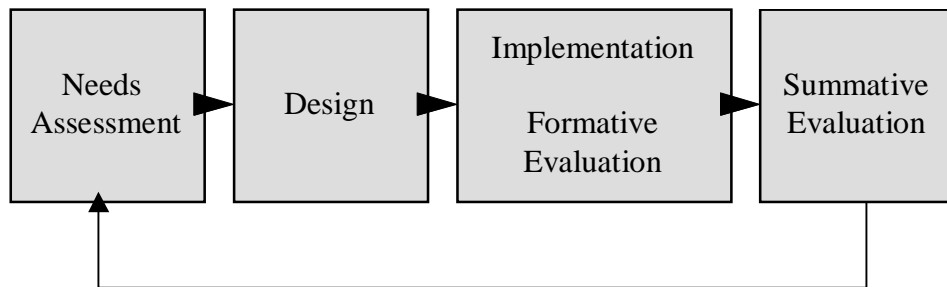 Needs
Assessment
Design
Implementation
Formative
Evaluation
Summative
Evaluation